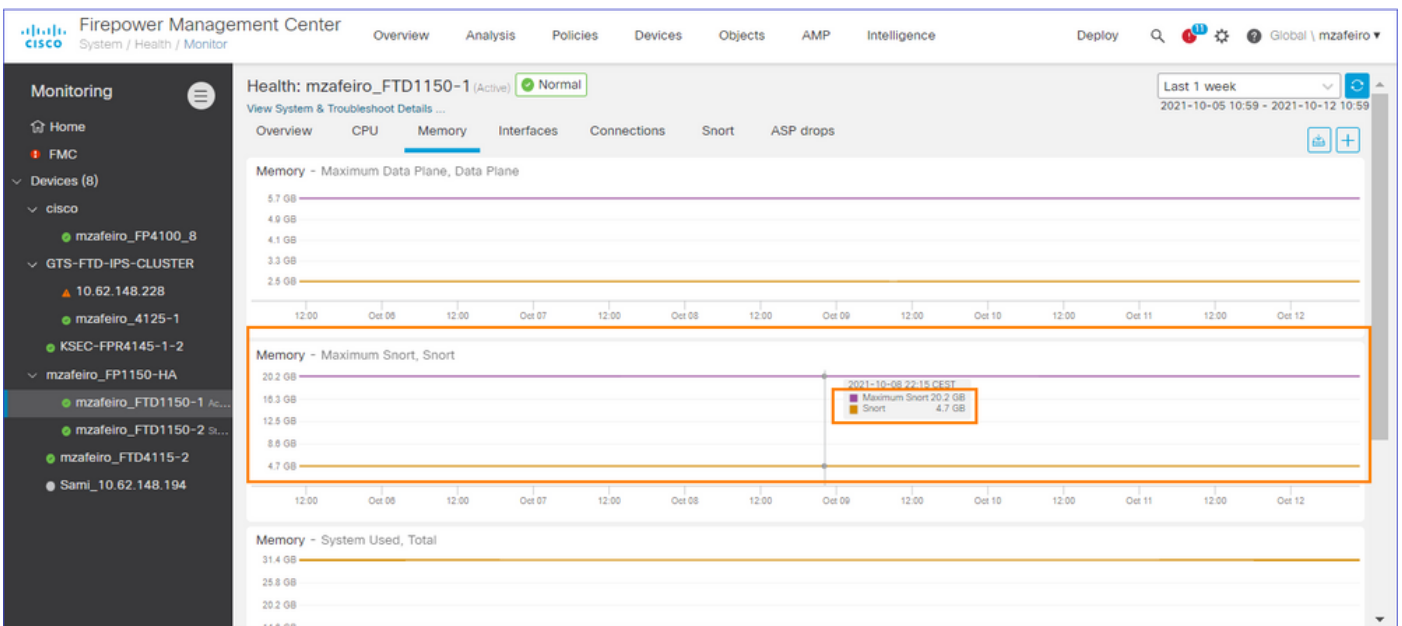 Firepower Management Center
CISCO System / Health / Monitor
Overview Analysis Policies Devices Objects AMP Intelligence Deploy 11 Global \ mzafeiro
Monitoring
Home
FMC
Devices (8)
cisco
mzafeiro_FP4100_8
GTS-FTD-IPS-CLUSTER
10.62.148.228
mzafeiro_4125-1
KSEC-FPR4145-1-2
mzafeiro_FP1150-HA
mzafeiro_FTD1150-1 Ac...
mzafeiro_FTD1150-2 St...
mzafeiro_FTD4115-2
Sami_10.62.148.194
Health: mzafeiro_FTD1150-1 (Active) Normal
View System & Troubleshoot Details ...
Last 1 week
2021-10-05 10:59 - 2021-10-12 10:59
Overview CPU Memory Interfaces Connections Snort ASP drops
Memory - Maximum Data Plane, Data Plane
5.7 GB
4.9 GB
4.1 GB
3.3 GB
2.5 GB
12:00 Oct 06 12:00 Oct 07 12:00 Oct 08 12:00 Oct 09 12:00 Oct 10 12:00 Oct 11 12:00 Oct 12
Memory - Maximum Snort, Snort
20.2 GB
16.3 GB
12.5 GB
8.6 GB
4.7 GB
2021-10-08 22:15 CEST
Maximum Snort 20.2 GB
Snort 4.7 GB
12:00 Oct 06 12:00 Oct 07 12:00 Oct 08 12:00 Oct 09 12:00 Oct 10 12:00 Oct 11 12:00 Oct 12
Memory - System Used, Total
31.4 GB
25.8 GB
20.2 GB